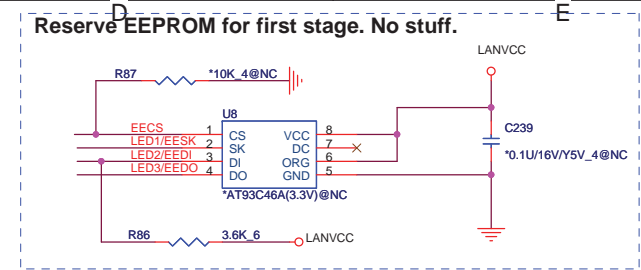 D E
Reserve EEPROM for first stage. No stuff.
LANVCC
R87 *10K_4@NC
U8
EECS 1 CS VCC 8
LED1/EESK 2 SK DC 7
LED2/EEDI 3 DI ORG 6
LED3/EEDO 4 DO GND 5
*AT93C46A(3.3V)@NC
C239
*0.1U/16V/Y5V_4@NC
R86 3.6K_6 LANVCC